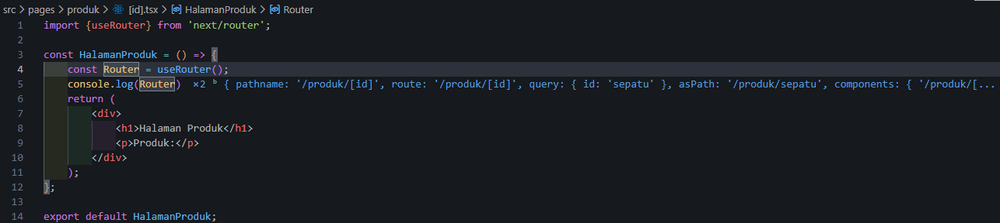 src > pages > produk > [id].tsx > HalamanProduk > Router
1 import {useRouter} from 'next/router';
2
3 const HalamanProduk = () => {
4 const Router = useRouter();
5 console.log(Router) ×2 ᵇ { pathname: '/produk/[id]', route: '/produk/[id]', query: { id: 'sepatu' }, asPath: '/produk/sepatu', components: { '/produk/[...
6 return (
7 <div>
8 <h1>Halaman Produk</h1>
9 <p>Produk:</p>
10 </div>
11 );
12 };
13
14 export default HalamanProduk;